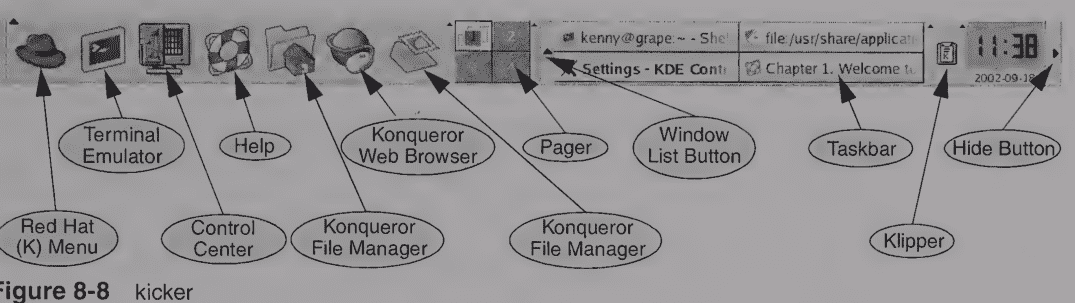 kenny@grape: ~ - She
file:/usr/share/applicat
2
11:38
Settings - KDE Cont
Chapter 1. Welcome t
2002-09-18
Terminal
Emulator
Help
Konqueror
Web Browser
Pager
Window
List Button
Taskbar
Hide Button
Red Hat
(K) Menu
Control
Center
Konqueror
File Manager
Konqueror
File Manager
Klipper
Figure 8-8 kicker